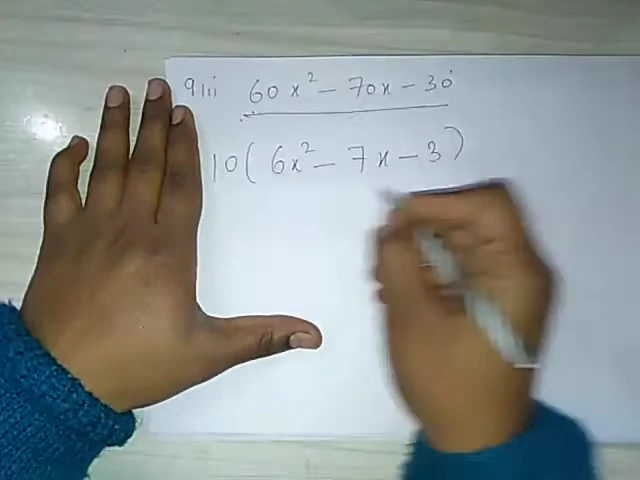 9iii 60x² - 70x - 30
10(6x² - 7x - 3)